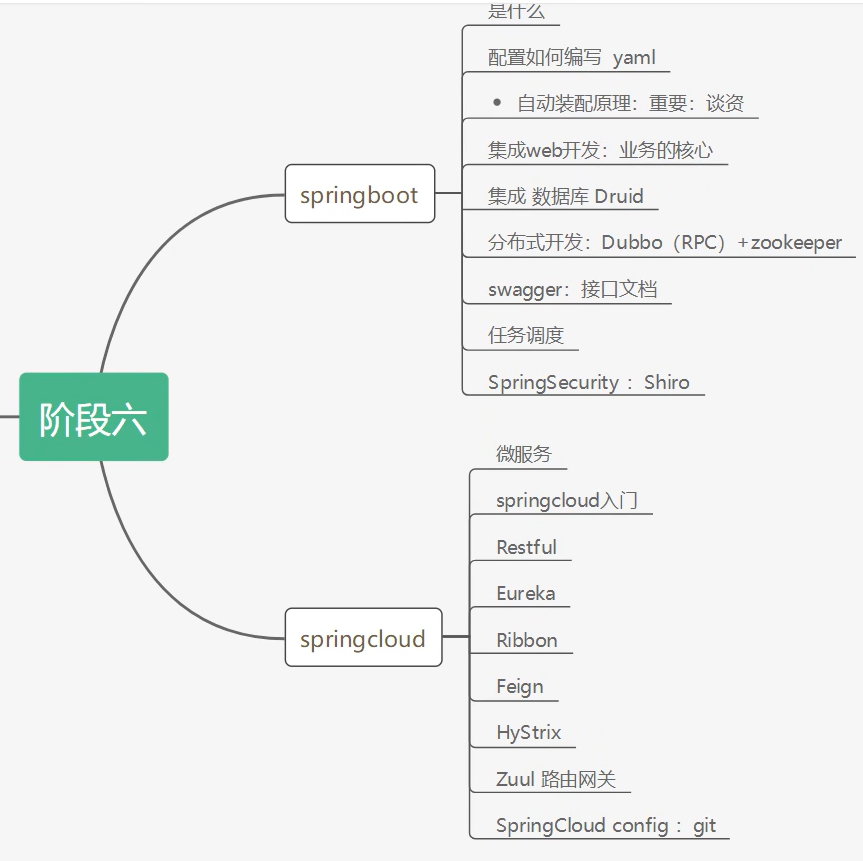 是什么
配置如何编写 yaml
• 自动装配原理：重要：谈资
集成web开发：业务的核心
springboot
集成 数据库 Druid
分布式开发：Dubbo（RPC）+zookeeper
swagger：接口文档
任务调度
SpringSecurity ：Shiro
阶段六
微服务
springcloud入门
Restful
Eureka
springcloud
Ribbon
Feign
HyStrix
Zuul 路由网关
SpringCloud config ：git